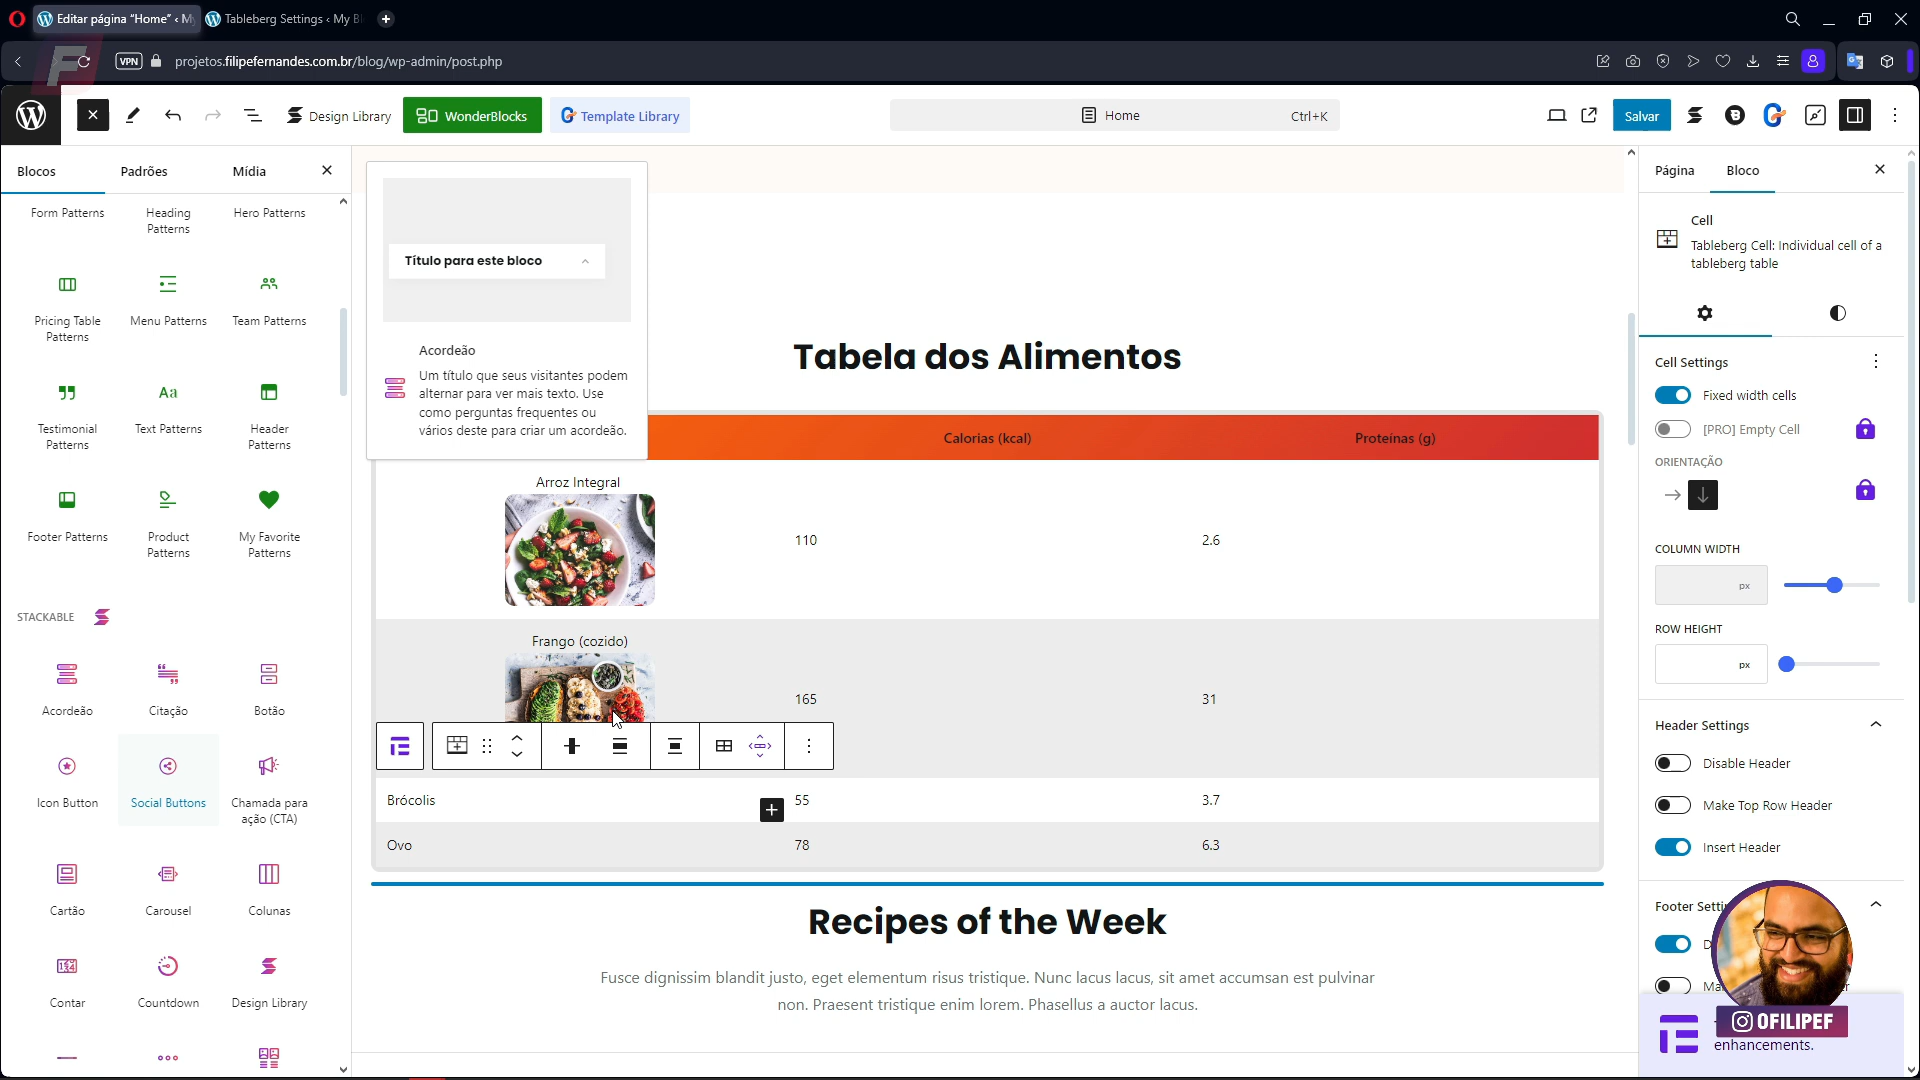 Editar página “Home” ‹ My
Tableberg Settings ‹ My Bl
VPN
projetos.filipefernandes.com.br/blog/wp-admin/post.php
Design Library
WonderBlocks
Template Library
Home
Ctrl+K
Salvar
Blocos
Padrões
Mídia
Form Patterns
Heading
Patterns
Hero Patterns
Pricing Table
Patterns
Menu Patterns
Team Patterns
Testimonial
Patterns
Aa
Text Patterns
Header
Patterns
Footer Patterns
Product
Patterns
My Favorite
Patterns
STACKABLE
Acordeão
Citação
Botão
Icon Button
Social Buttons
Chamada para
ação (CTA)
Cartão
Carousel
Colunas
Contar
Countdown
Design Library
Título para este bloco
Acordeão
Um título que seus visitantes podem
alternar para ver mais texto. Use
como perguntas frequentes ou
vários deste para criar um acordeão.
Tabela dos Alimentos
Calorias (kcal)
Proteínas (g)
Arroz Integral
110
2.6
Frango (cozido)
165
31
Brócolis
55
3.7
Ovo
78
6.3
Recipes of the Week
Fusce dignissim blandit justo, eget elementum risus tristique. Nunc lacus lacus, sit amet accumsan est pulvinar
non. Praesent tristique enim lorem. Phasellus a auctor lacus.
Página
Bloco
Cell
Tableberg Cell: Individual cell of a
tableberg table
Cell Settings
Fixed width cells
[PRO] Empty Cell
ORIENTAÇÃO
COLUMN WIDTH
px
ROW HEIGHT
px
Header Settings
Disable Header
Make Top Row Header
Insert Header
Footer Setti
OFILIPEF
enhancements.